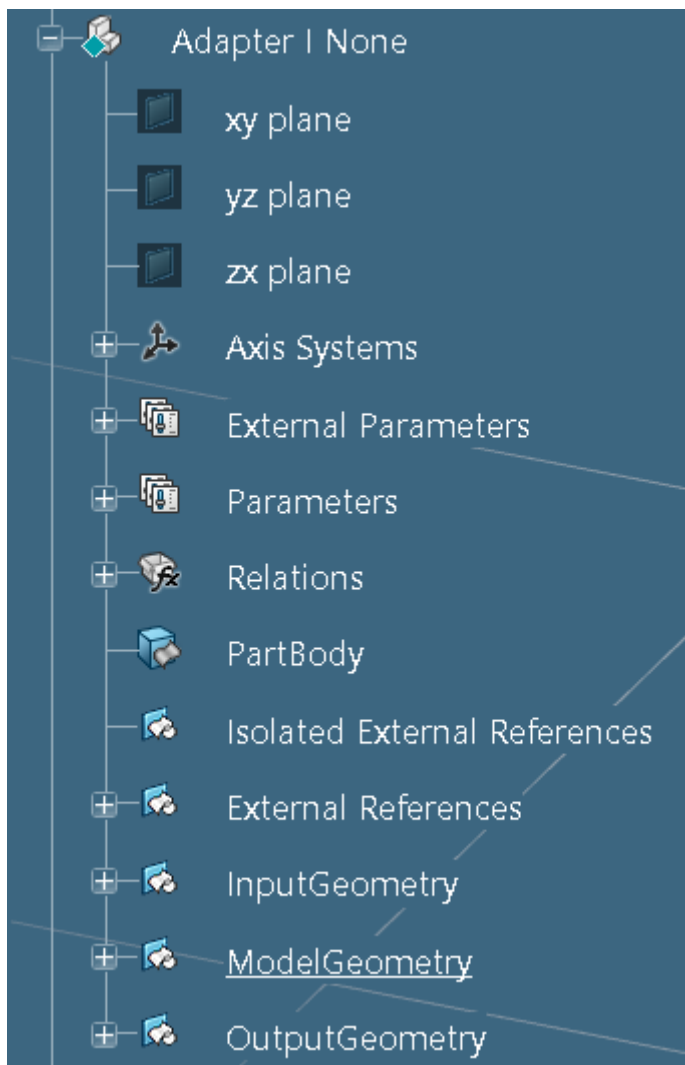 Adapter I None
xy plane
yz plane
zx plane
Axis Systems
External Parameters
Parameters
Relations
PartBody
Isolated External References
External References
InputGeometry
ModelGeometry
OutputGeometry